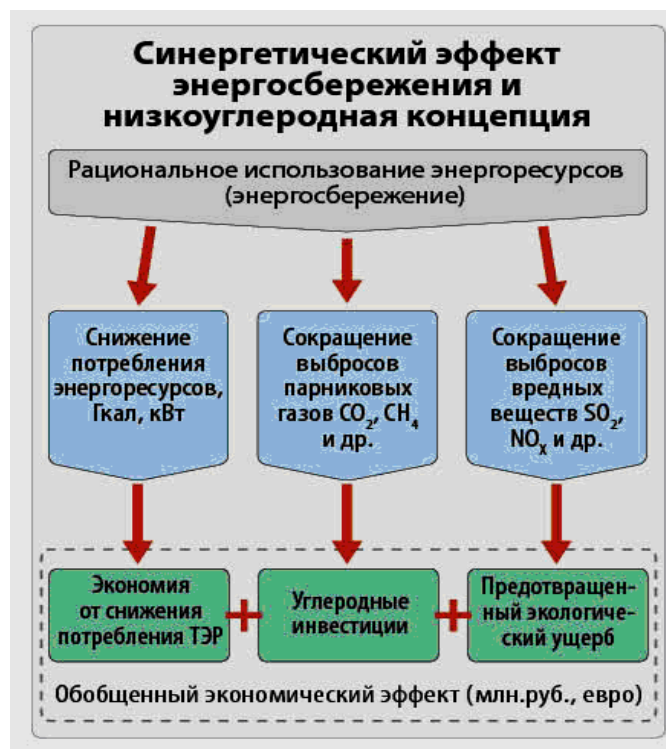 Синергетический эффект
энергосбережения и
низкоуглеродная концепция
Рациональное использование энергоресурсов
(энергосбережение)
Снижение
потребления
энергоресурсов,
Гкал, кВт
Сокращение
выбросов
парниковых
газов CO₂, CH₄
и др.
Сокращение
выбросов
вредных
веществ SO₂,
NOₓ и др.
Экономия
от снижения
потребления ТЭР
+
Углеродные
инвестиции
+
Предотвращен-
ный экологиче-
ский ущерб
Обобщенный экономический эффект (млн.руб., евро)